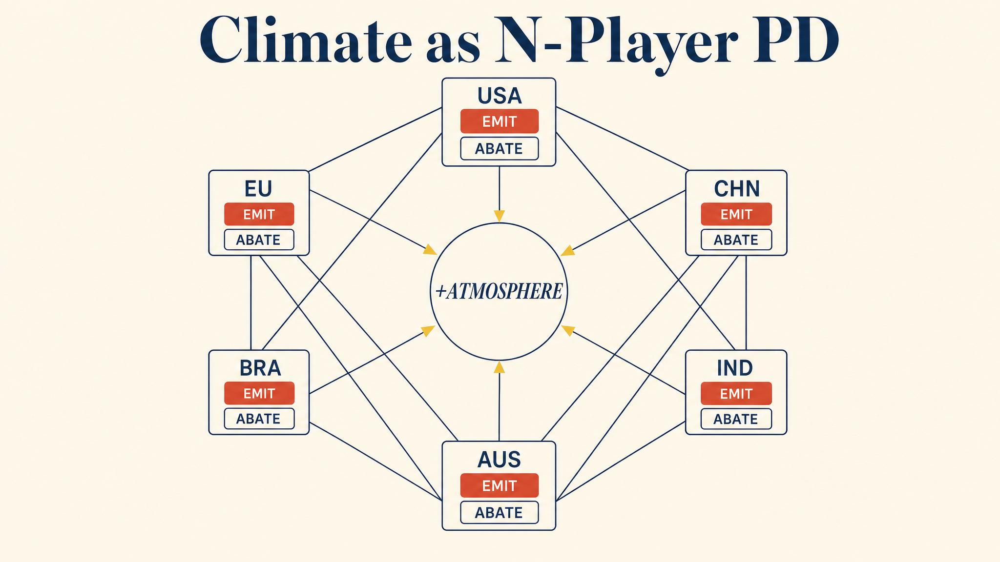 Climate as N-Player PD
USA
EMIT
ABATE
EU
EMIT
ABATE
CHN
EMIT
ABATE
+ATMOSPHERE
BRA
EMIT
ABATE
IND
EMIT
ABATE
AUS
EMIT
ABATE